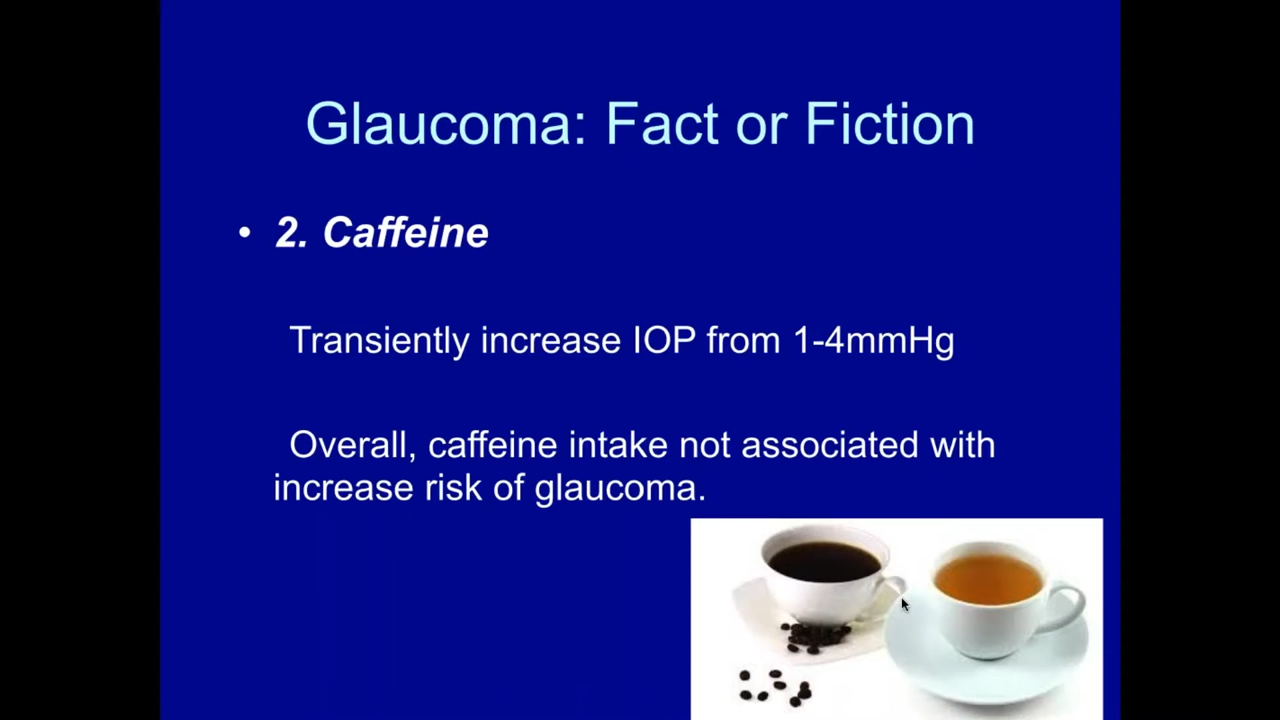 Glaucoma: Fact or Fiction
• 2. Caffeine
Transiently increase IOP from 1-4mmHg
Overall, caffeine intake not associated with
increase risk of glaucoma.